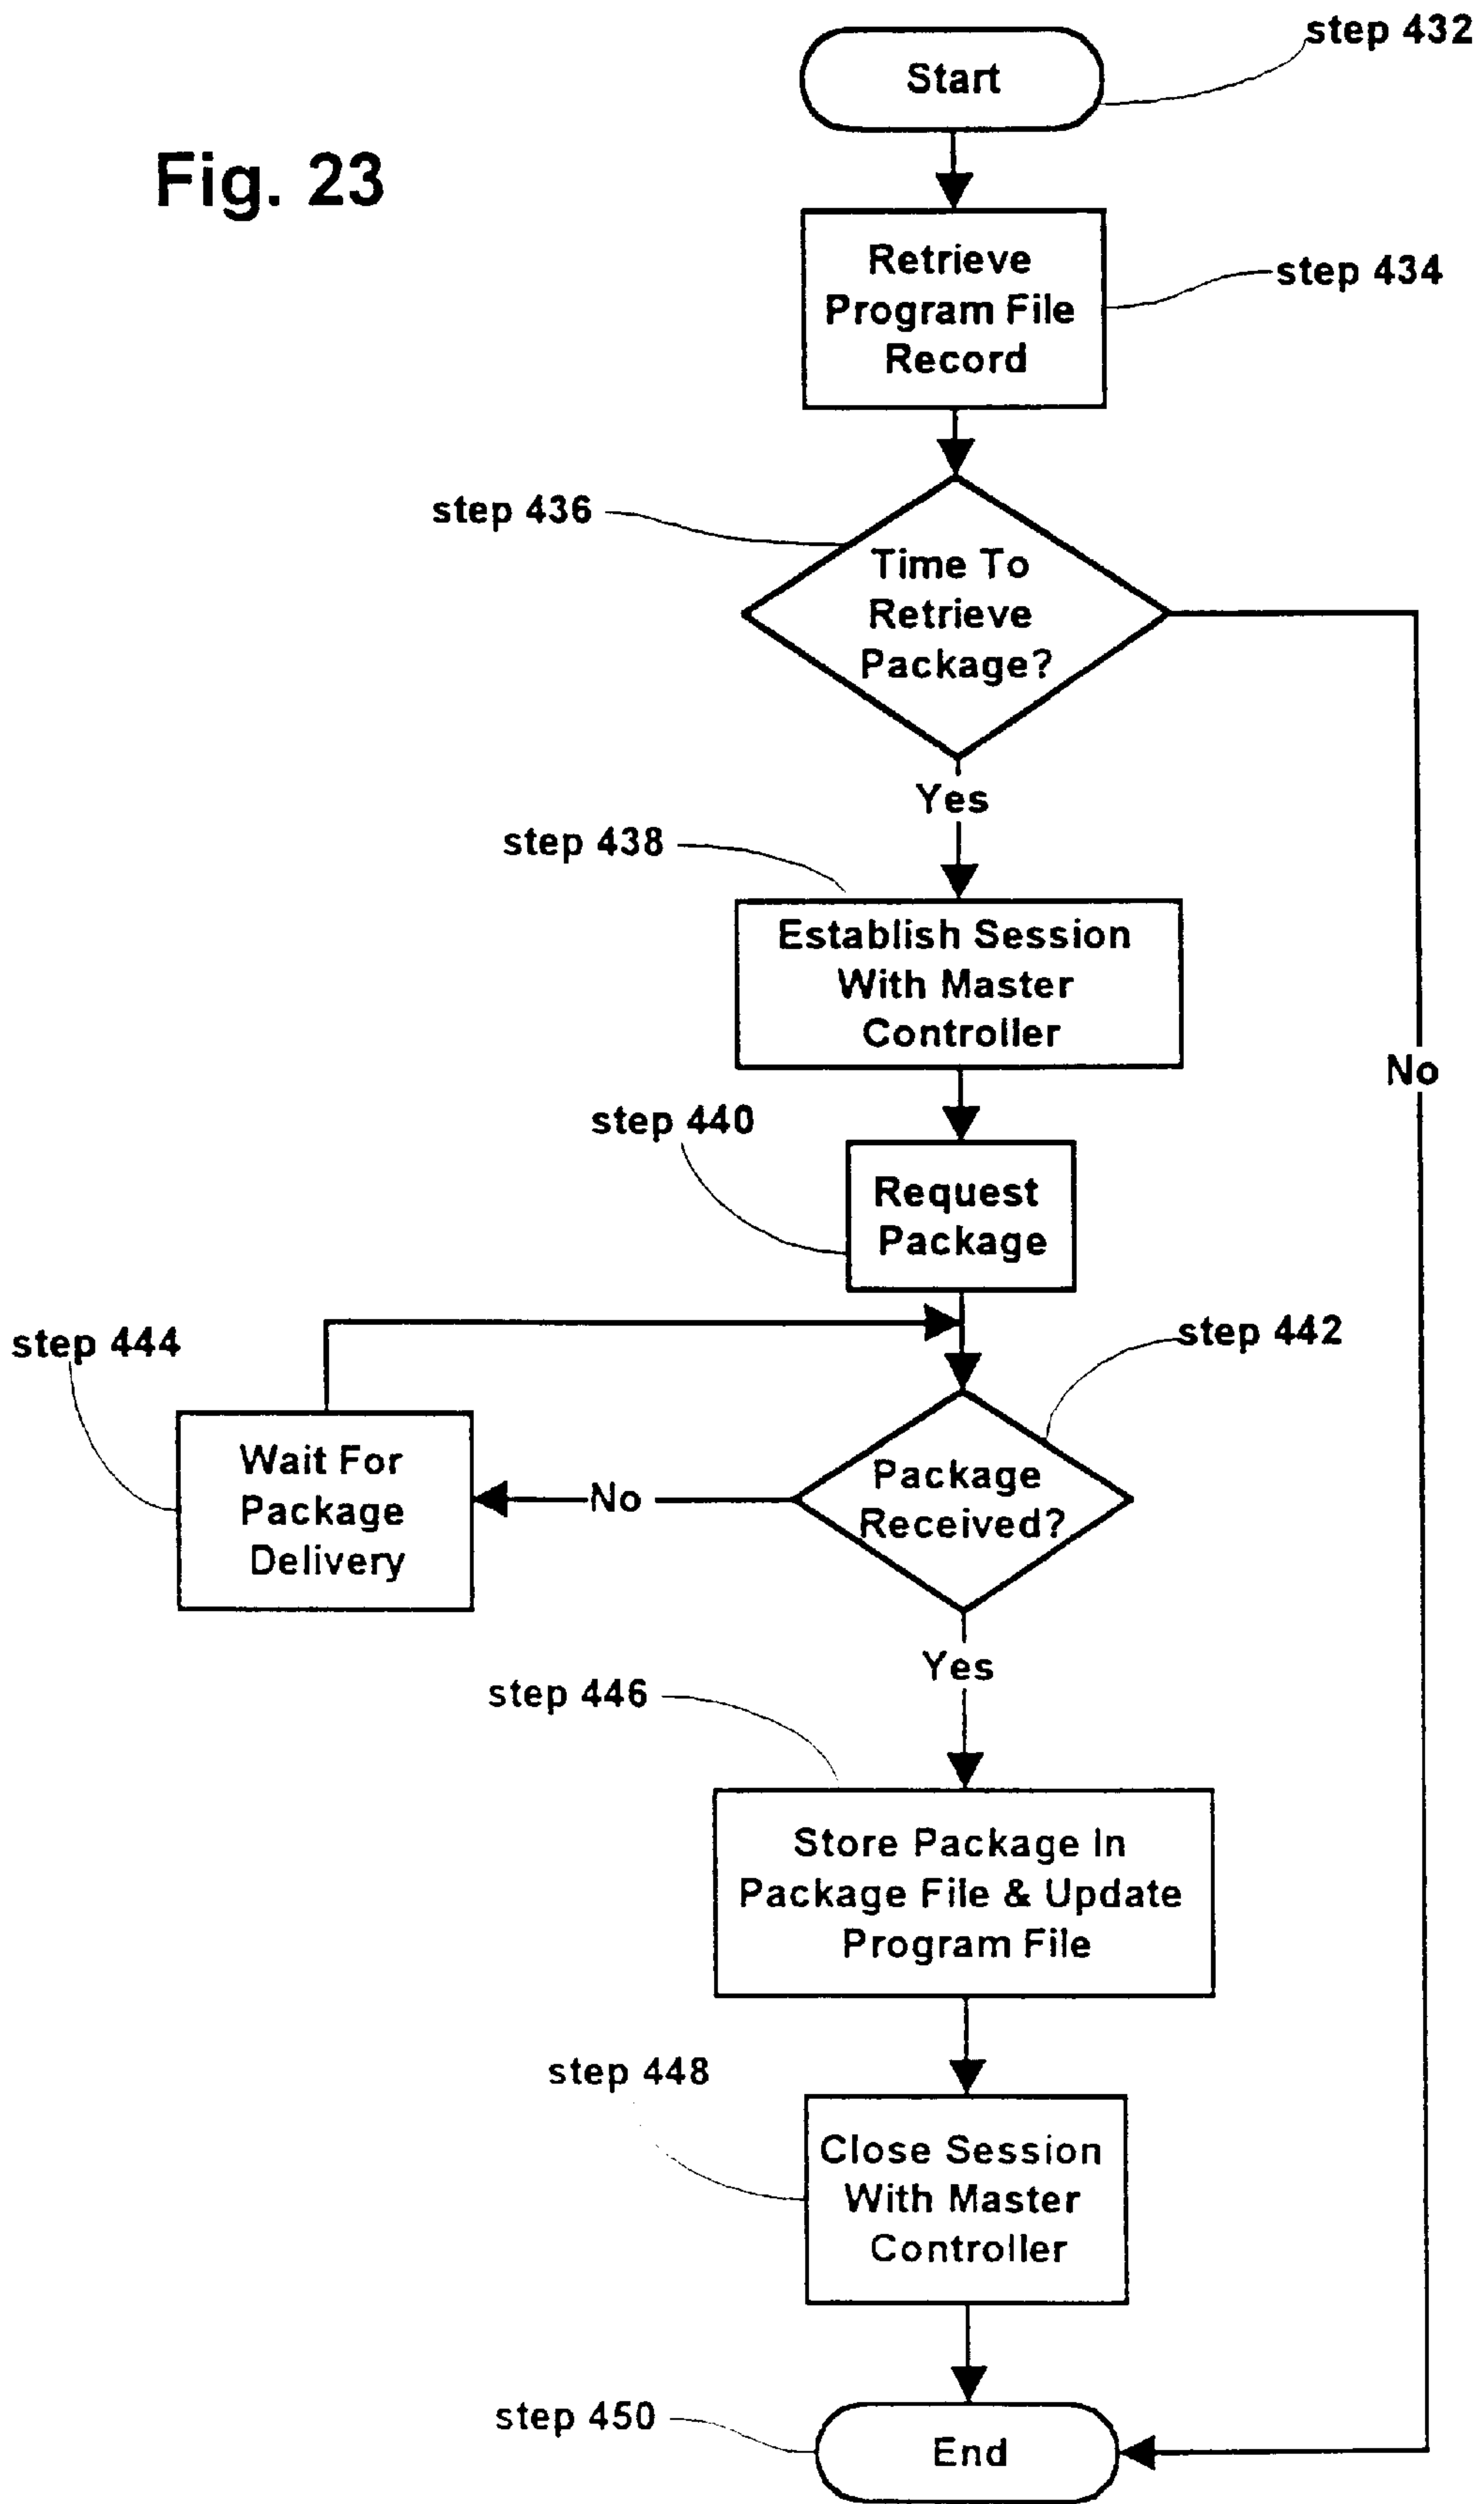 step 432
Start
Fig. 23
Retrieve
Program File
Record
step 434
step 436
Time To
Retrieve
Package?
Yes
step 438
Establish Session
With Master
Controller
No
step 440
Request
Package
step 444
step 442
Wait For
Package
Delivery
No
Package
Received?
Yes
step 446
Store Package In
Package File & Update
Program File
step 448
Close Session
With Master
Controller
step 450
End